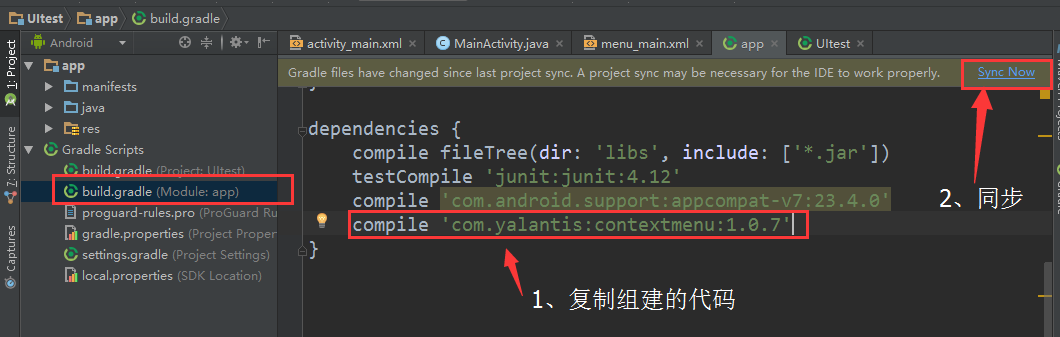 UItest app build.gradle
1: Project
7: Structure
Captures
Android
app
manifests
java
res
Gradle Scripts
build.gradle (Project: UItest)
build.gradle (Module: app)
proguard-rules.pro (ProGuard Ru
gradle.properties (Project Proper
settings.gradle (Project Settings)
local.properties (SDK Location)
activity_main.xml MainActivity.java menu_main.xml app UItest
Gradle files have changed since last project sync. A project sync may be necessary for the IDE to work properly. Sync Now
}
dependencies {
compile fileTree(dir: 'libs', include: ['*.jar'])
testCompile 'junit:junit:4.12'
compile 'com.android.support:appcompat-v7:23.4.0'
compile 'com.yalantis:contextmenu:1.0.7'
}
2、同步
1、复制组建的代码